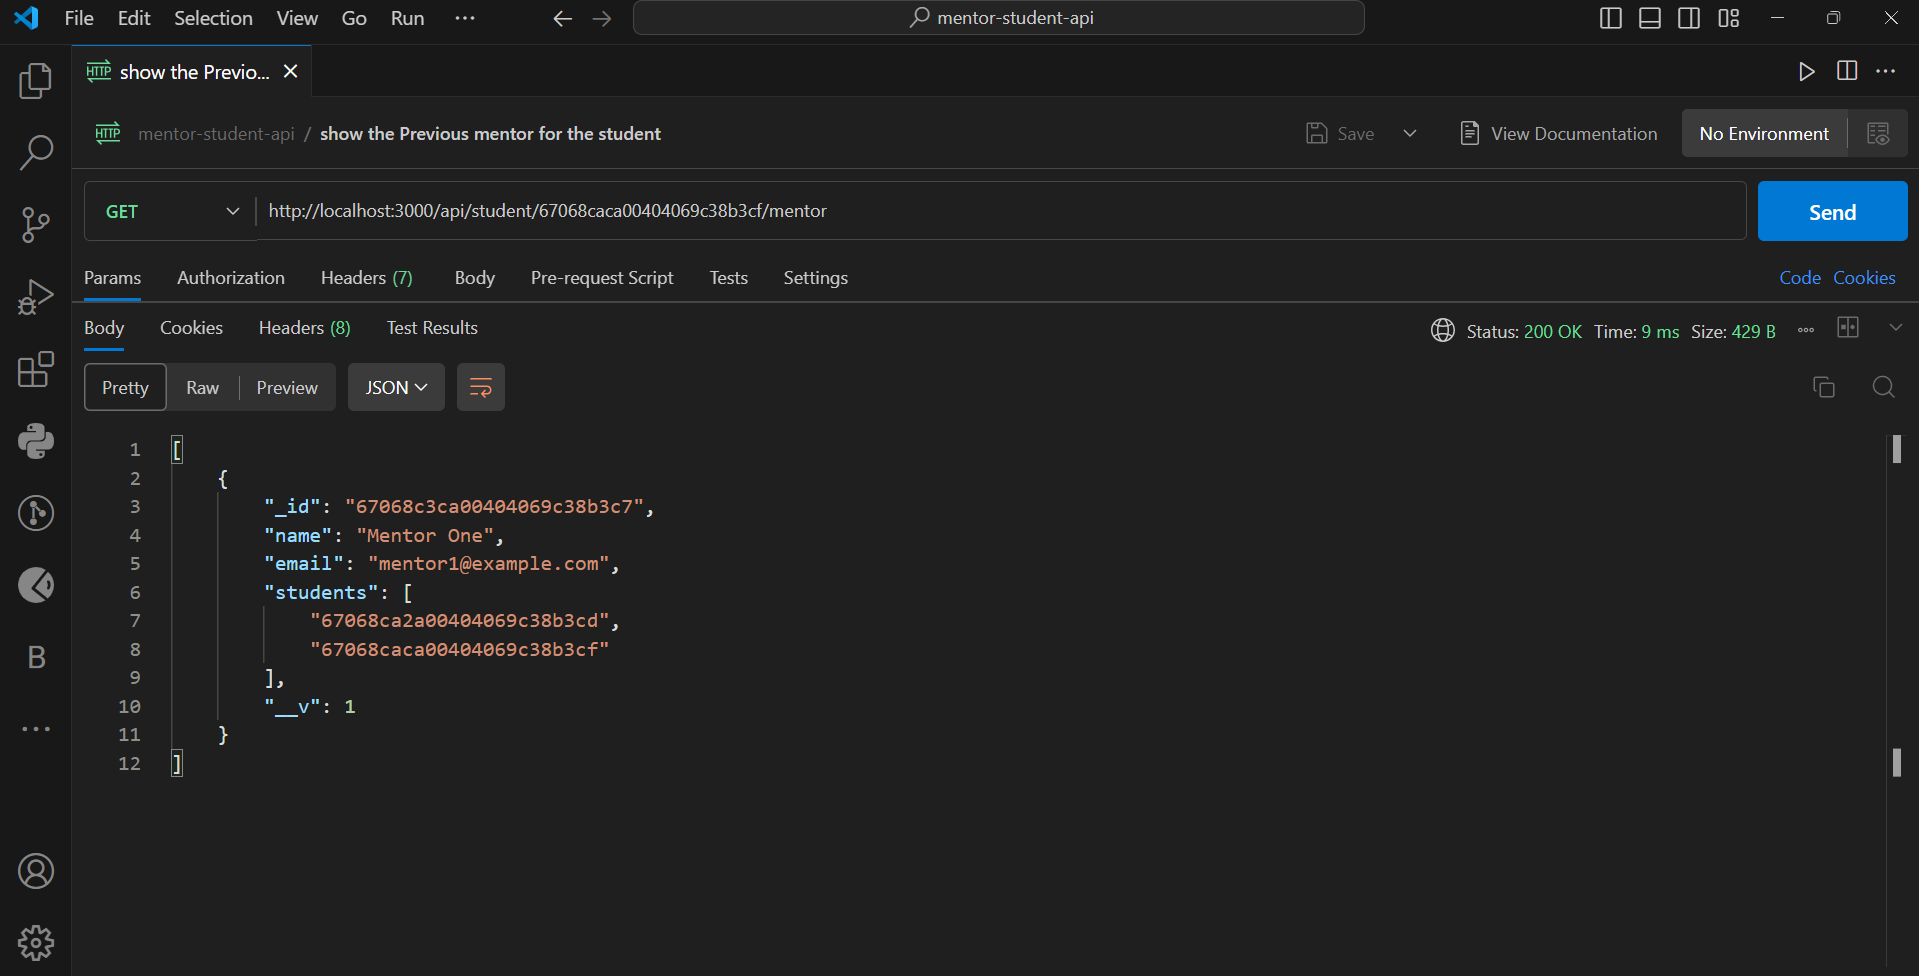 File Edit Selection View Go Run ··· mentor-student-api
HTTP show the Previo...
HTTP mentor-student-api / show the Previous mentor for the student Save View Documentation No Environment
GET http://localhost:3000/api/student/67068caca00404069c38b3cf/mentor Send
Params Authorization Headers (7) Body Pre-request Script Tests Settings Code Cookies
Body Cookies Headers (8) Test Results Status: 200 OK Time: 9 ms Size: 429 B
Pretty Raw Preview JSON
1 [
2 {
3 "_id": "67068c3ca00404069c38b3c7",
4 "name": "Mentor One",
5 "email": "mentor1@example.com",
6 "students": [
7 "67068ca2a00404069c38b3cd",
8 "67068caca00404069c38b3cf"
9 ],
10 "__v": 1
11 }
12 ]
B